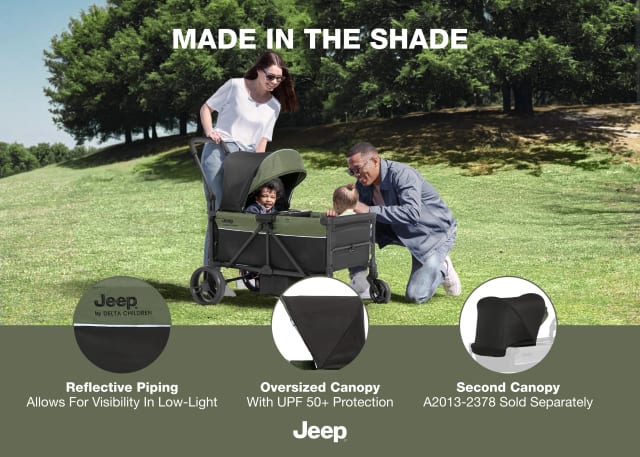 MADE IN THE SHADE
Jeep
Jeep
by DELTA CHILDREN
Reflective Piping
Allows For Visibility In Low-Light
Oversized Canopy
With UPF 50+ Protection
Second Canopy
A2013-2378 Sold Separately
Jeep